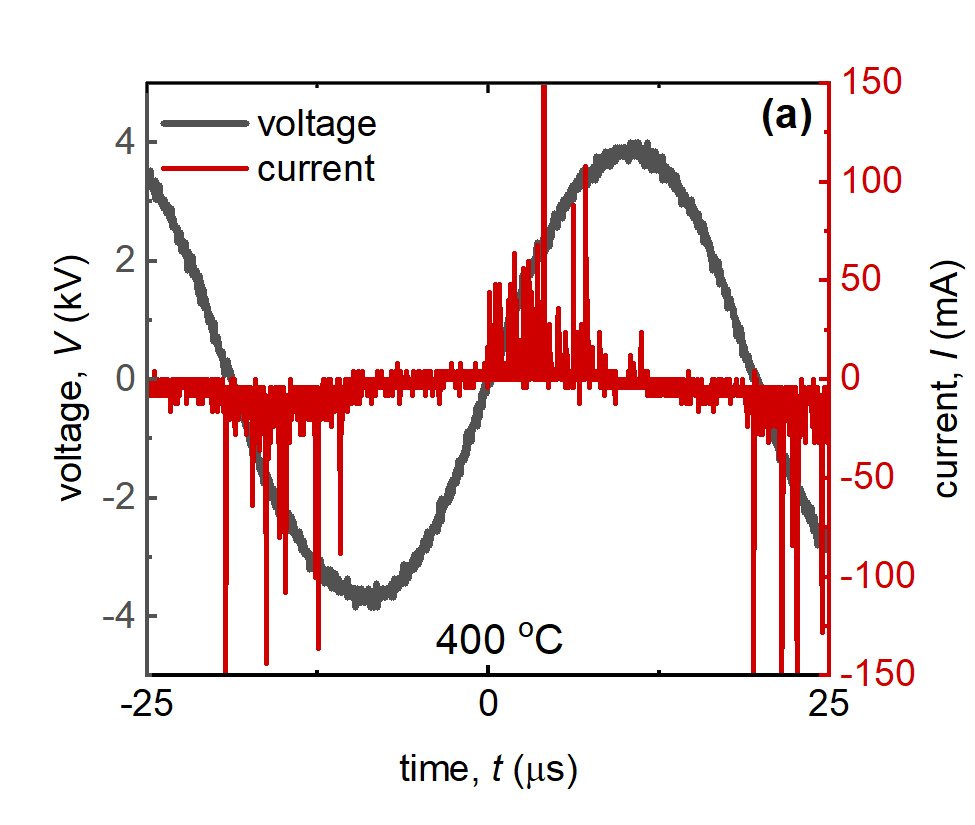 (a)
voltage
current
4
2
0
-2
-4
150
100
50
0
-50
-100
-150
voltage, V (kV)
current, I (mA)
400 °C
-25
0
25
time, t (μs)